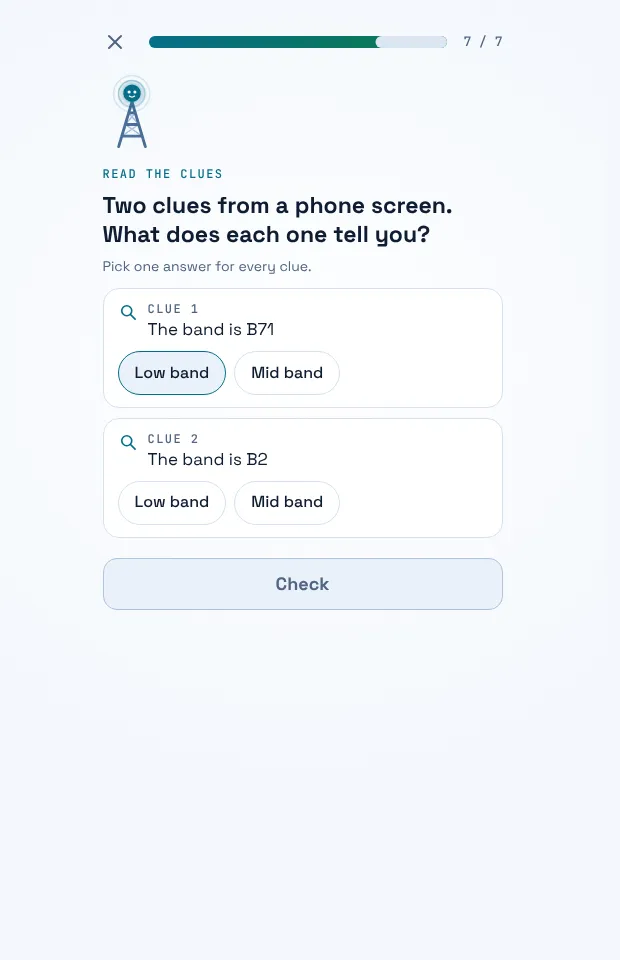 7 / 7
READ THE CLUES
Two clues from a phone screen.
What does each one tell you?
Pick one answer for every clue.
CLUE 1
The band is B71
Low band Mid band
CLUE 2
The band is B2
Low band Mid band
Check